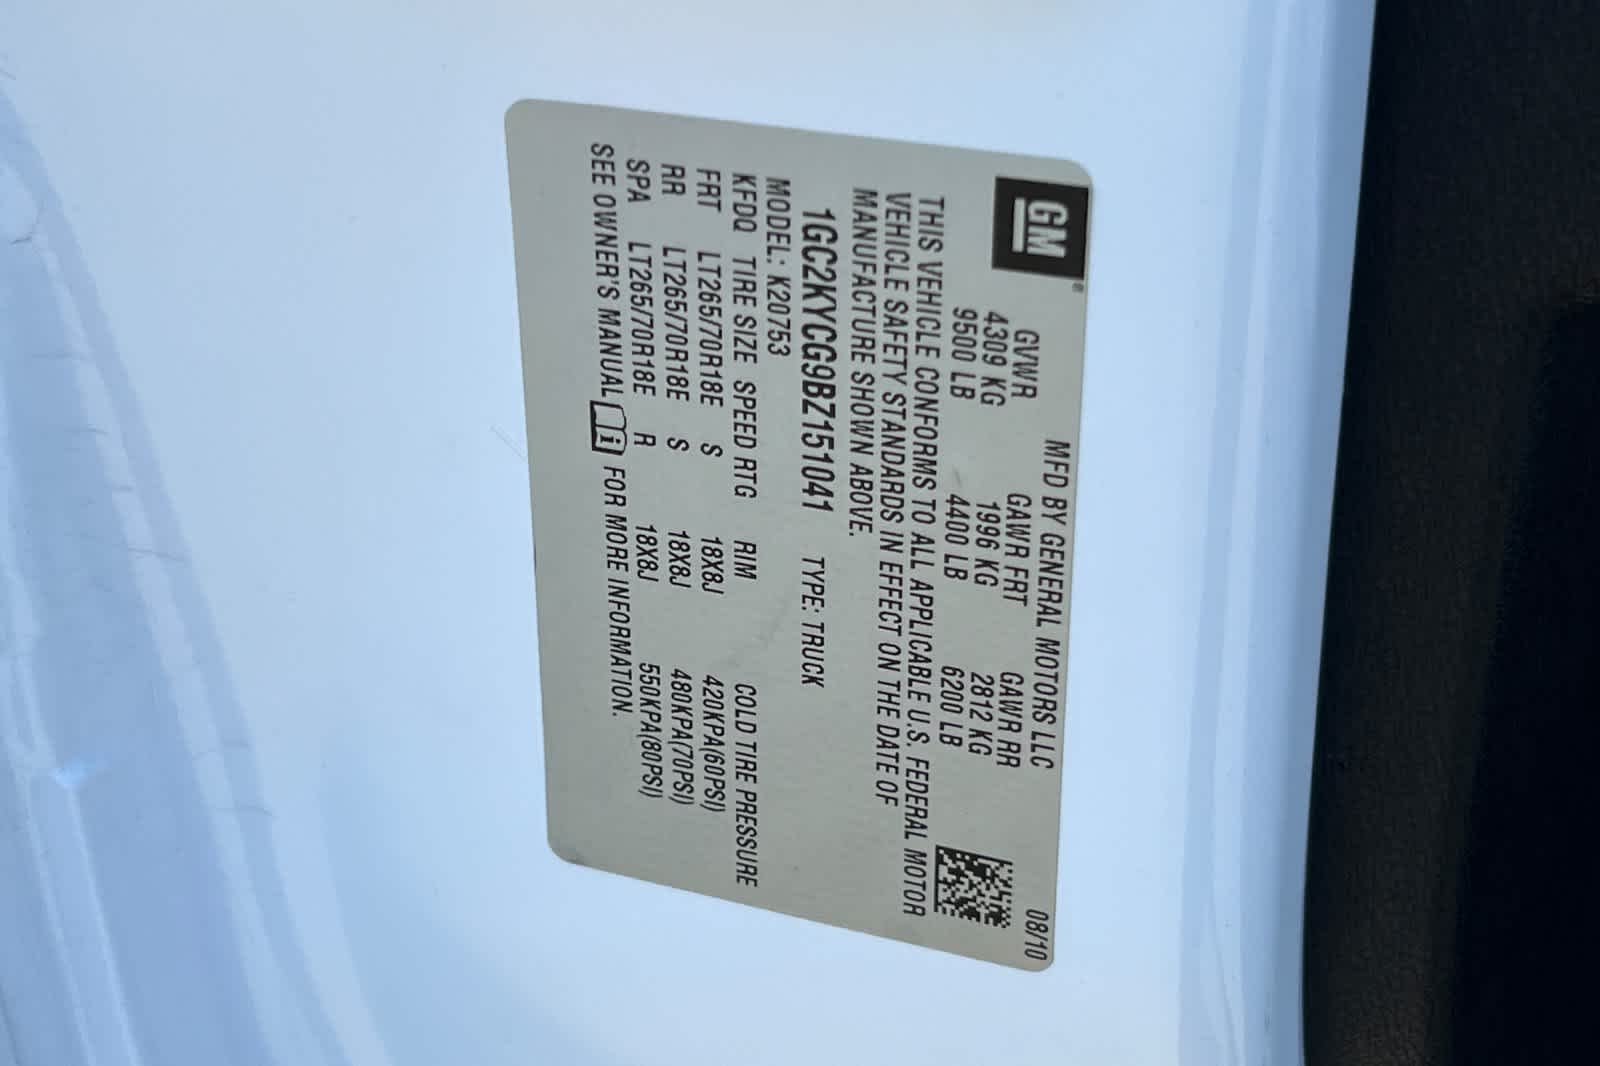 GM®
MFD BY GENERAL MOTORS LLC 08/10
GVWR GAWR FRT GAWR RR
4309 KG 1996 KG 2812 KG
9500 LB 4400 LB 6200 LB
THIS VEHICLE CONFORMS TO ALL APPLICABLE U.S. FEDERAL MOTOR
VEHICLE SAFETY STANDARDS IN EFFECT ON THE DATE OF
MANUFACTURE SHOWN ABOVE.
1GC2KYCG9BZ151041 TYPE: TRUCK
MODEL: K20753
KFDQ TIRE SIZE SPEED RTG RIM COLD TIRE PRESSURE
FRT LT265/70R18E S 18X8J 420KPA(60PSI)
RR LT265/70R18E S 18X8J 480KPA(70PSI)
SPA LT265/70R18E R 18X8J 550KPA(80PSI)
SEE OWNER'S MANUAL i FOR MORE INFORMATION.